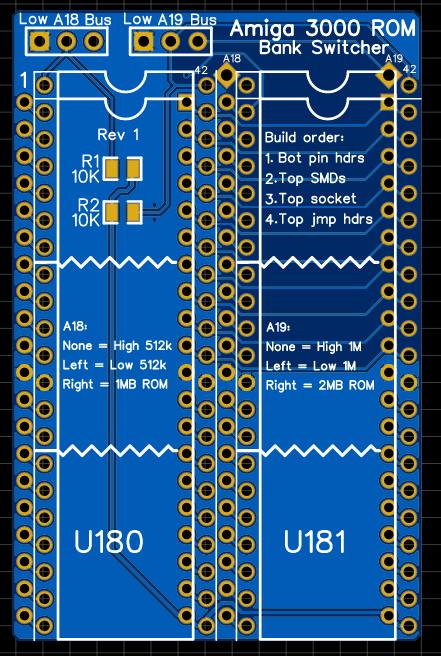 Low A18 Bus
Low A19 Bus
Amiga 3000 ROM
Bank Switcher
42
A18
A19
42
1
Rev 1
R1
10K
R2
10K
Build order:
1. Bot pin hdrs
2.Top SMDs
3.Top socket
4.Top jmp hdrs
A18:
None = High 512k
Left = Low 512k
Right = 1MB ROM
A19:
None = High 1M
Left = Low 1M
Right = 2MB ROM
U180
U181